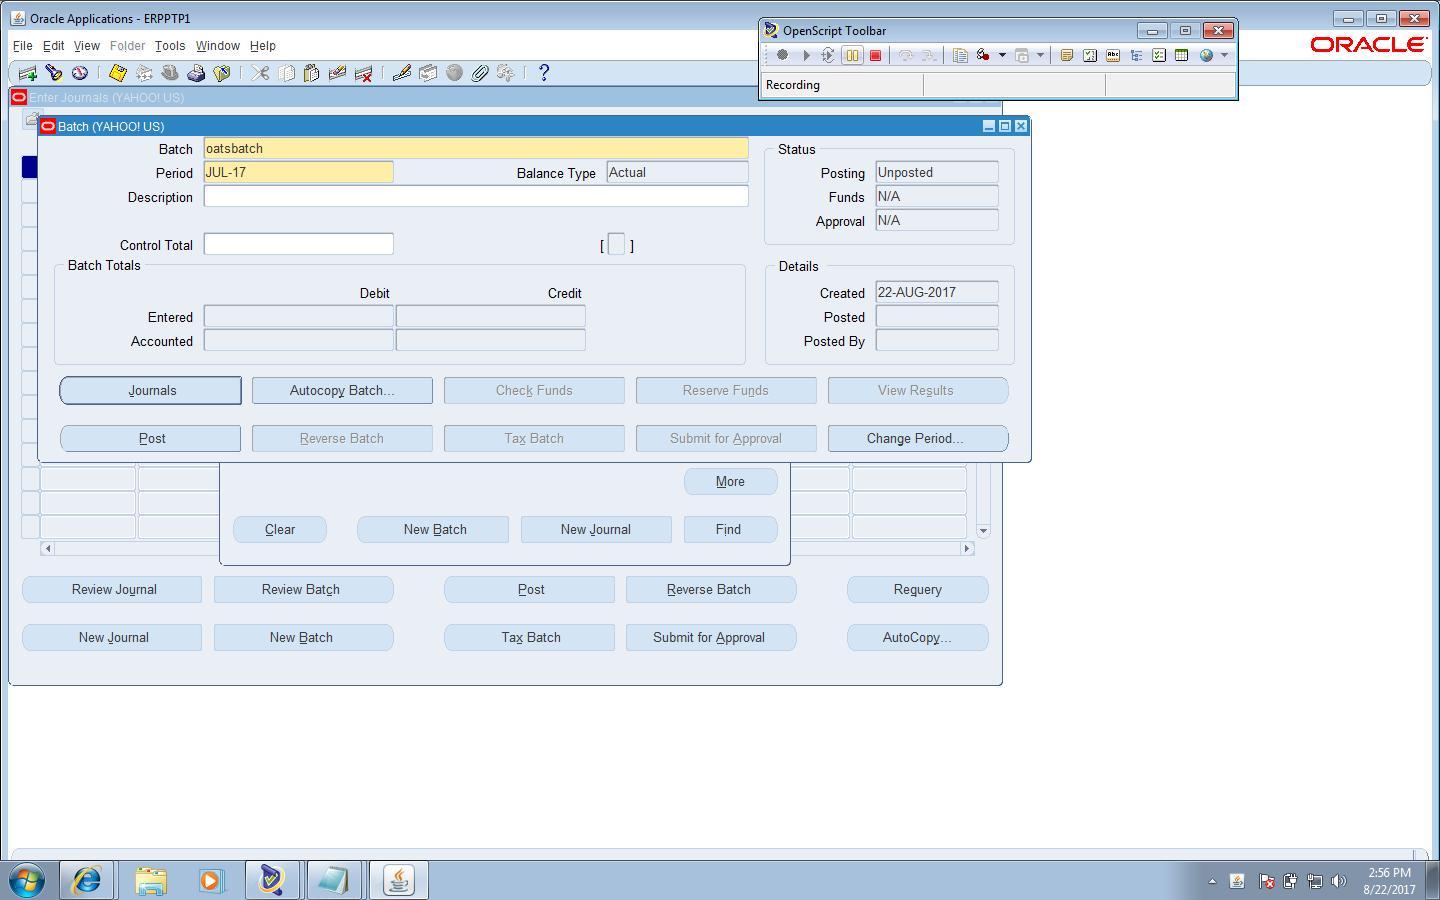 Oracle Applications - ERPPTP1
File Edit View Folder Tools Window Help
OpenScript Toolbar
ORACLE
Recording
Enter Journals (YAHOO! US)
Batch (YAHOO! US)
Batch oatsbatch
Period JUL-17 Balance Type Actual
Description
Control Total [ ]
Batch Totals
Debit Credit
Entered
Accounted
Status
Posting Unposted
Funds N/A
Approval N/A
Details
Created 22-AUG-2017
Posted
Posted By
Journals Autocopy Batch... Check Funds Reserve Funds View Results
Post Reverse Batch Tax Batch Submit for Approval Change Period...
More
Clear New Batch New Journal Find
Review Journal Review Batch Post Reverse Batch Requery
New Journal New Batch Tax Batch Submit for Approval AutoCopy...
2:56 PM
8/22/2017